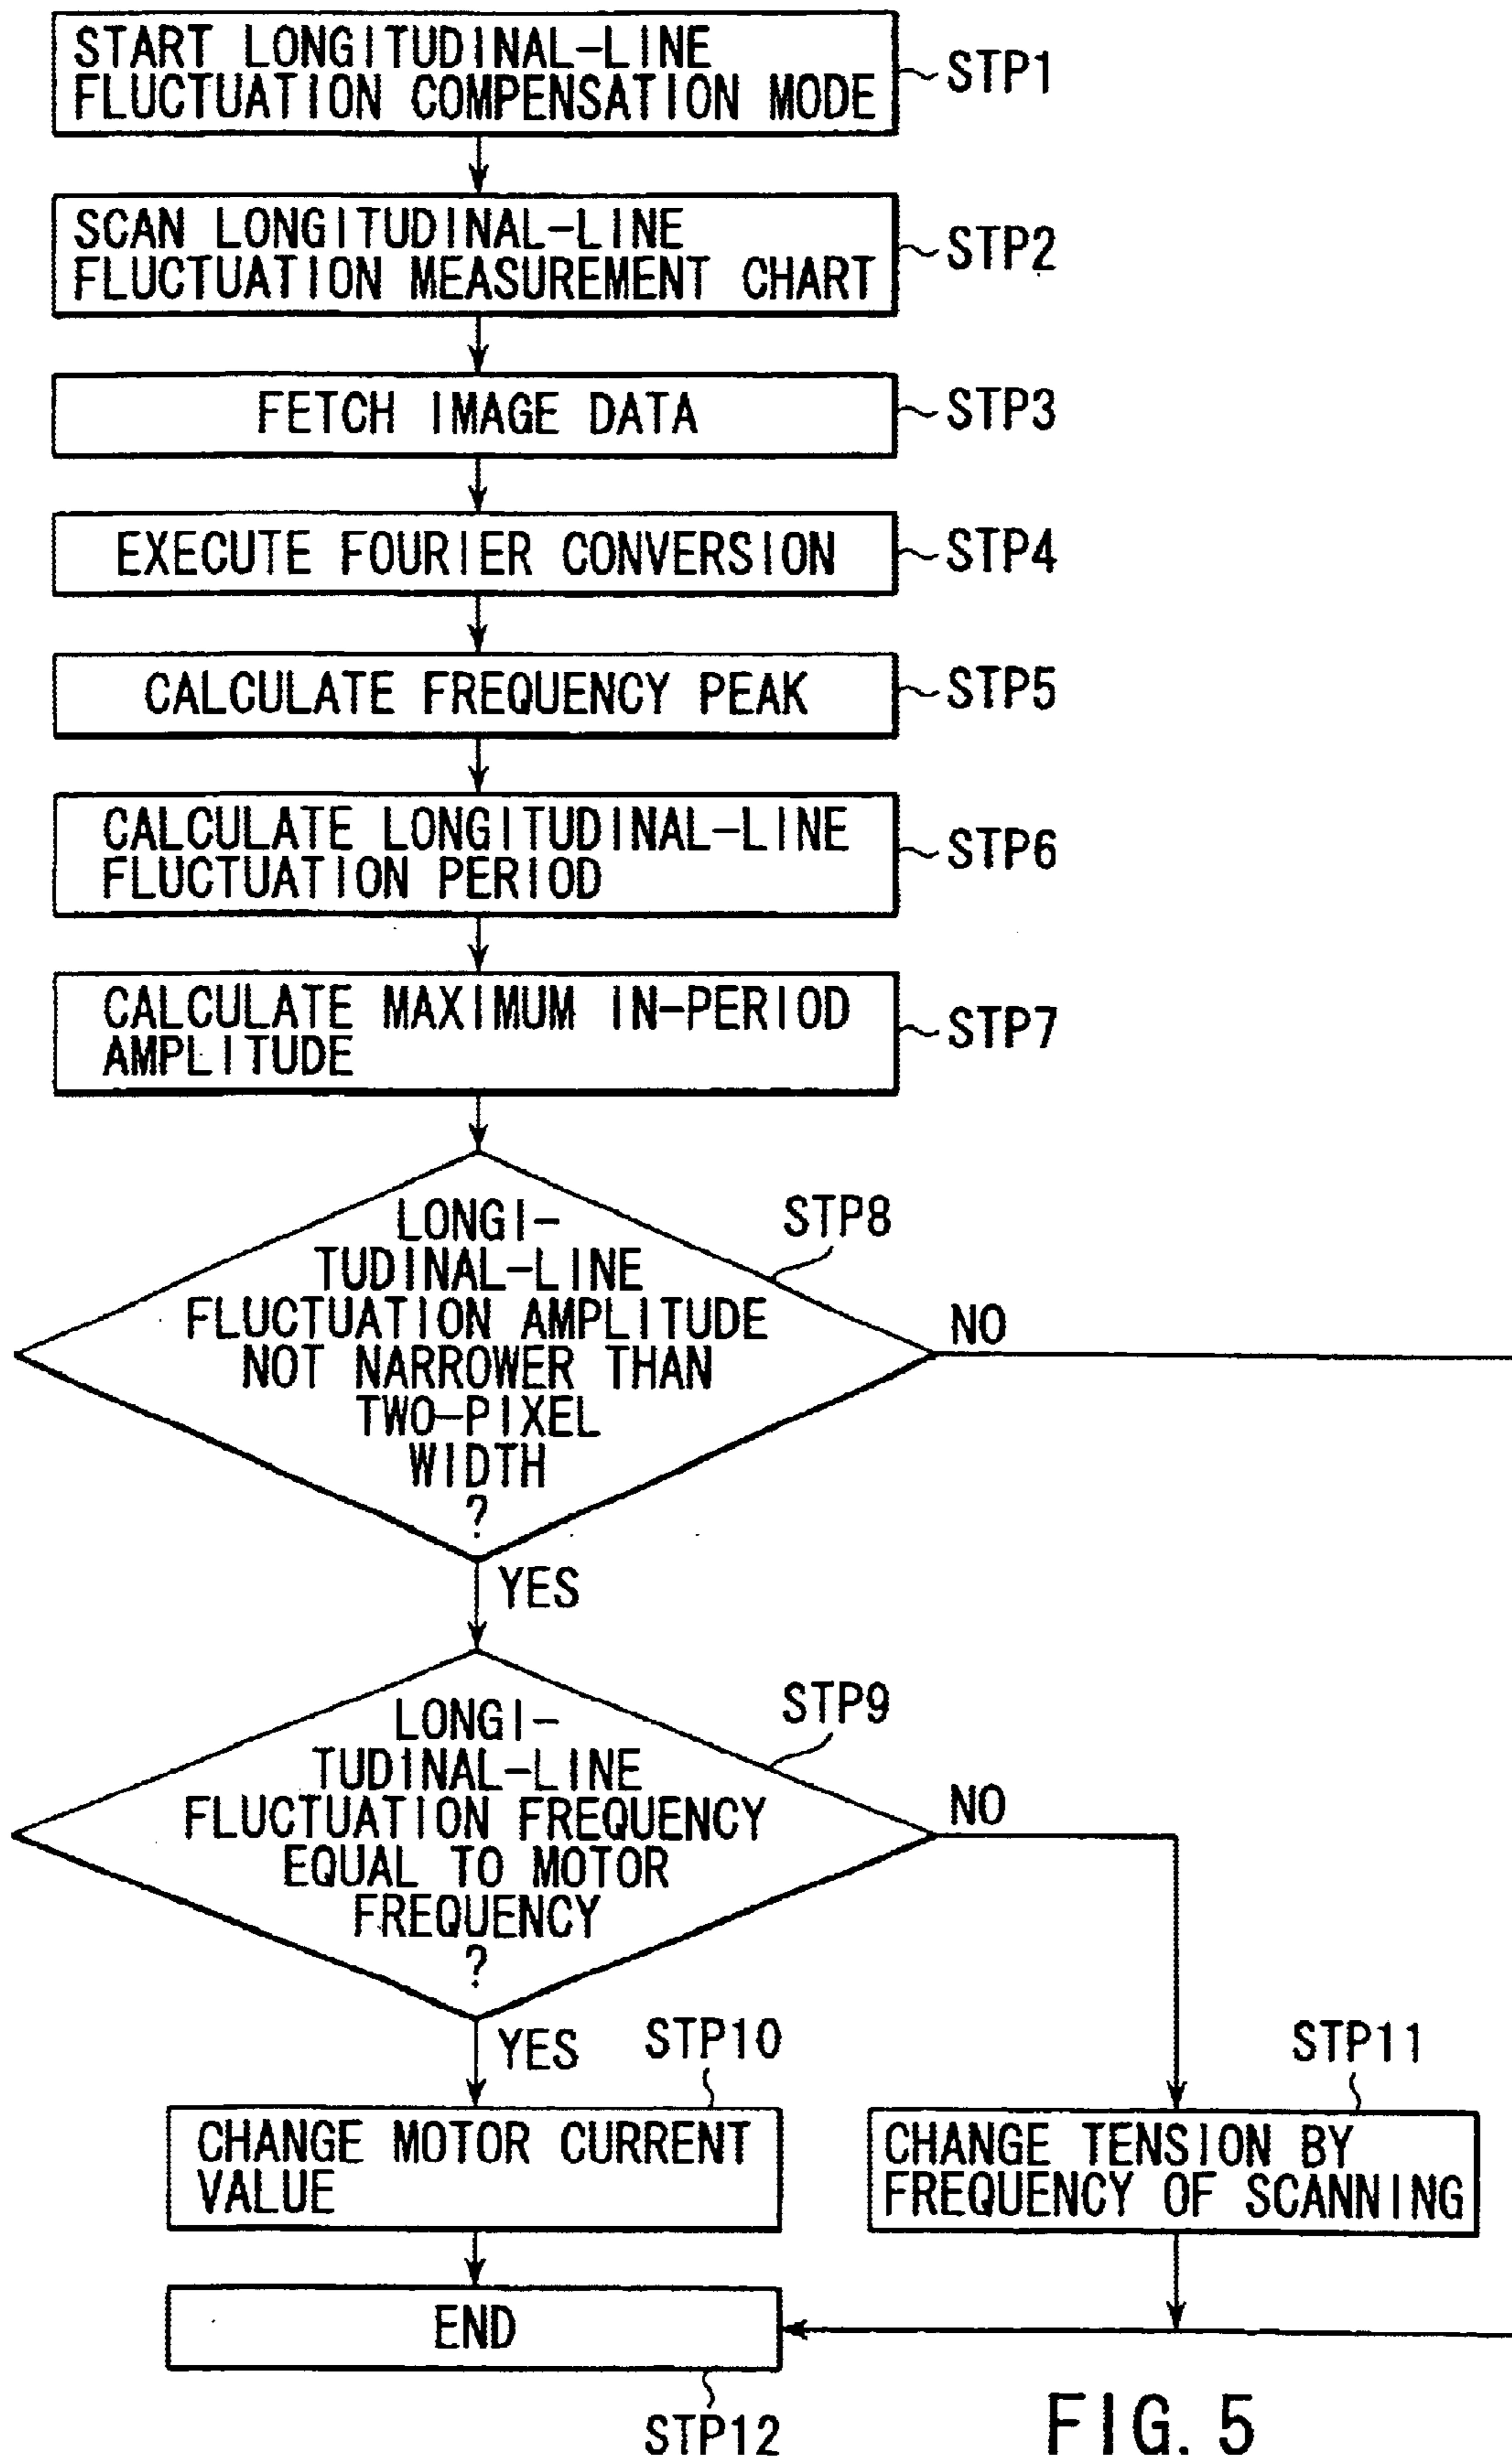 START LONGITUDINAL-LINE
FLUCTUATION COMPENSATION MODE
STP1
SCAN LONGITUDINAL-LINE
FLUCTUATION MEASUREMENT CHART
STP2
FETCH IMAGE DATA
STP3
EXECUTE FOURIER CONVERSION
STP4
CALCULATE FREQUENCY PEAK
STP5
CALCULATE LONGITUDINAL-LINE
FLUCTUATION PERIOD
STP6
CALCULATE MAXIMUM IN-PERIOD
AMPLITUDE
STP7
STP8
LONGI-
TUDINAL-LINE
FLUCTUATION AMPLITUDE
NOT NARROWER THAN
TWO-PIXEL
WIDTH
?
NO
YES
STP9
LONGI-
TUDINAL-LINE
FLUCTUATION FREQUENCY
EQUAL TO MOTOR
FREQUENCY
?
NO
YES
STP10
CHANGE MOTOR CURRENT
VALUE
STP11
CHANGE TENSION BY
FREQUENCY OF SCANNING
END
STP12
FIG. 5